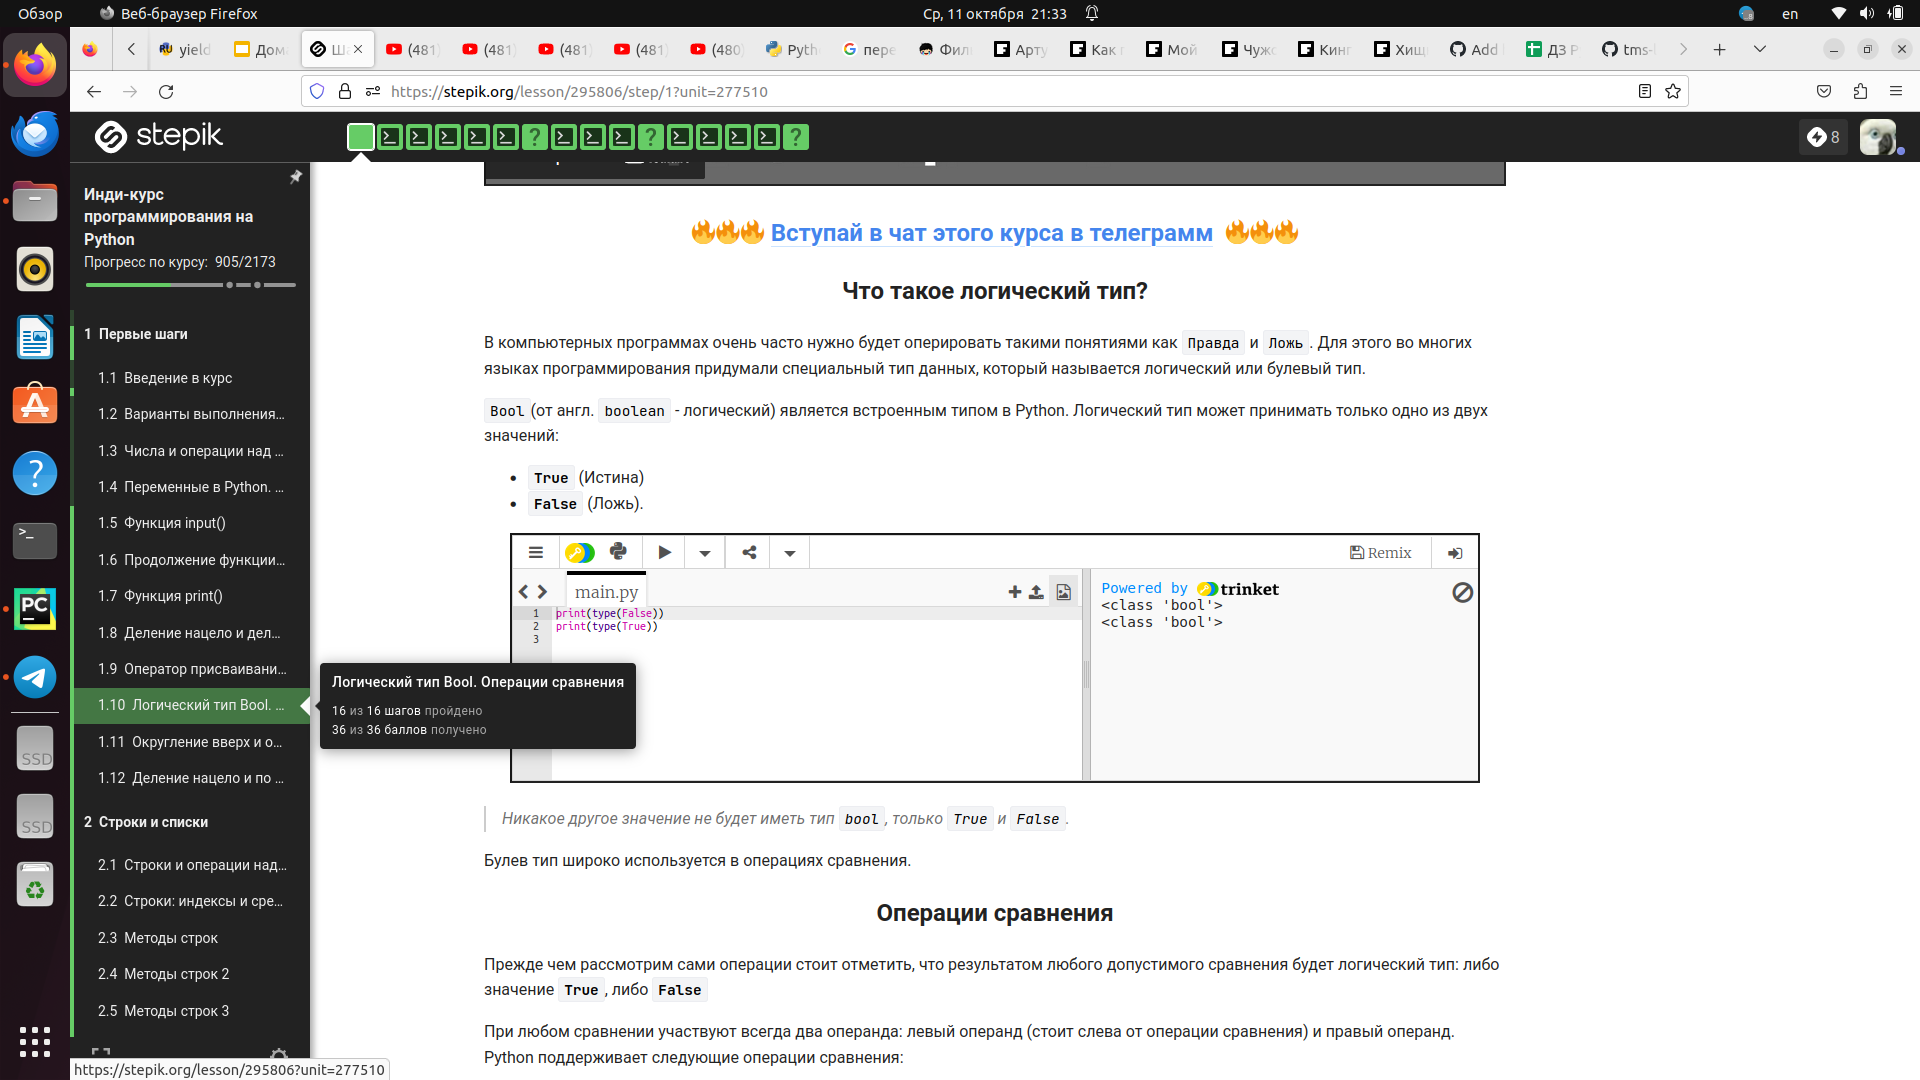 Обзор
Веб-браузер Firefox
Ср, 11 октября 21:33
en
yield
Дома
(481)
(481)
(481)
(481)
(480)
Pyth
пере
Фил
Арту
Как
Мой
Чуж
Кинг
Хищ
Add
ДЗ Р
tms-
https://stepik.org/lesson/295806/step/1?unit=277510
stepik
8
Инди-курс
программирования на
Python
Прогресс по курсу: 905/2173
1 Первые шаги
1.1 Введение в курс
1.2 Варианты выполнения...
1.3 Числа и операции над ...
1.4 Переменные в Python. ...
1.5 Функция input()
1.6 Продолжение функции...
1.7 Функция print()
1.8 Деление нацело и дел...
1.9 Оператор присваивани...
1.10 Логический тип Bool. ...
1.11 Округление вверх и о...
1.12 Деление нацело и по ...
2 Строки и списки
2.1 Строки и операции над...
2.2 Строки: индексы и сре...
2.3 Методы строк
2.4 Методы строк 2
2.5 Методы строк 3
Вступай в чат этого курса в телеграмм
Что такое логический тип?
В компьютерных программах очень часто нужно будет оперировать такими понятиями как Правда и Ложь. Для этого во многих
языках программирования придумали специальный тип данных, который называется логический или булевый тип.
Bool (от англ. boolean - логический) является встроенным типом в Python. Логический тип может принимать только одно из двух
значений:
• True (Истина)
• False (Ложь).
Remix
main.py
1 print(type(False))
2 print(type(True))
3
Powered by trinket
<class 'bool'>
<class 'bool'>
Логический тип Bool. Операции сравнения
16 из 16 шагов пройдено
36 из 36 баллов получено
Никакое другое значение не будет иметь тип bool, только True и False.
Булев тип широко используется в операциях сравнения.
Операции сравнения
Прежде чем рассмотрим сами операции стоит отметить, что результатом любого допустимого сравнения будет логический тип: либо
значение True, либо False
При любом сравнении участвуют всегда два операнда: левый операнд (стоит слева от операции сравнения) и правый операнд.
Python поддерживает следующие операции сравнения:
SSD
SSD
https://stepik.org/lesson/295806?unit=277510